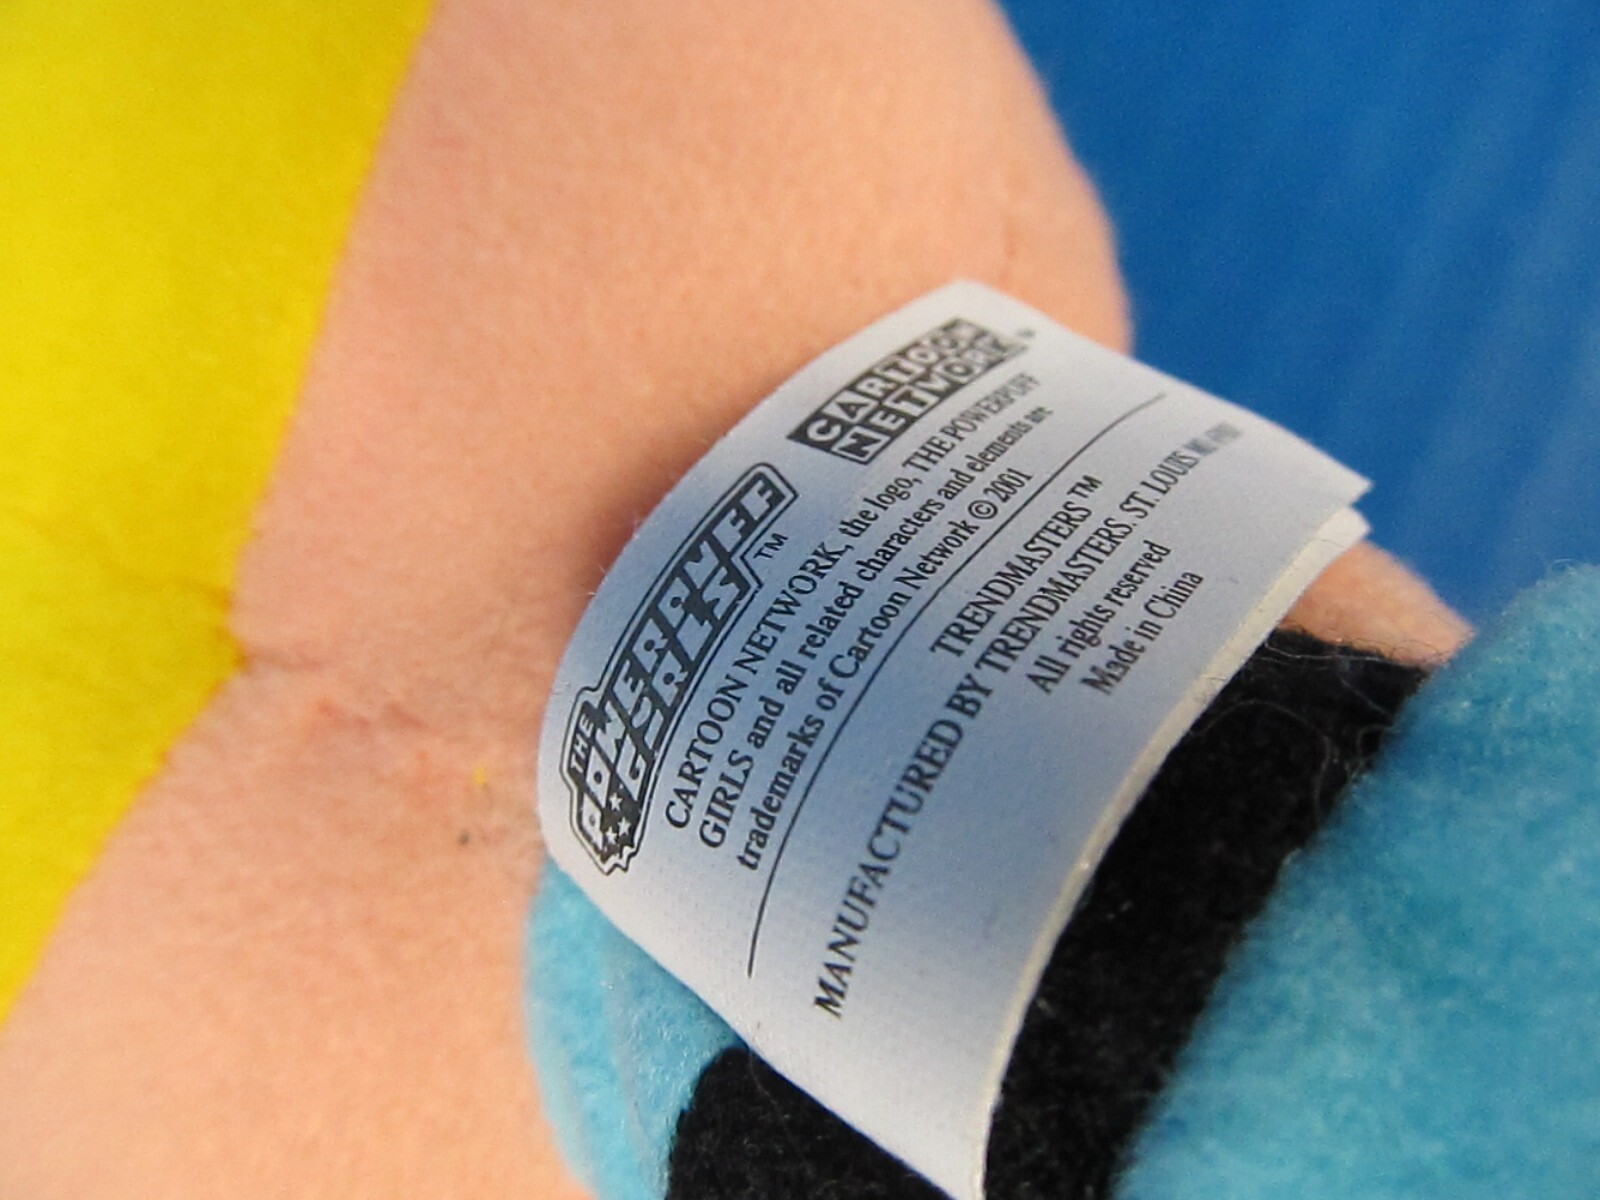 THE
POWERPUFF
GIRLS™
CARTOON
NETWORK
CARTOON NETWORK, the logo, THE POWERPUFF
GIRLS and all related characters and elements are
trademarks of Cartoon Network © 2001
TRENDMASTERS™
MANUFACTURED BY TRENDMASTERS. ST. LOUIS
All rights reserved
Made in China